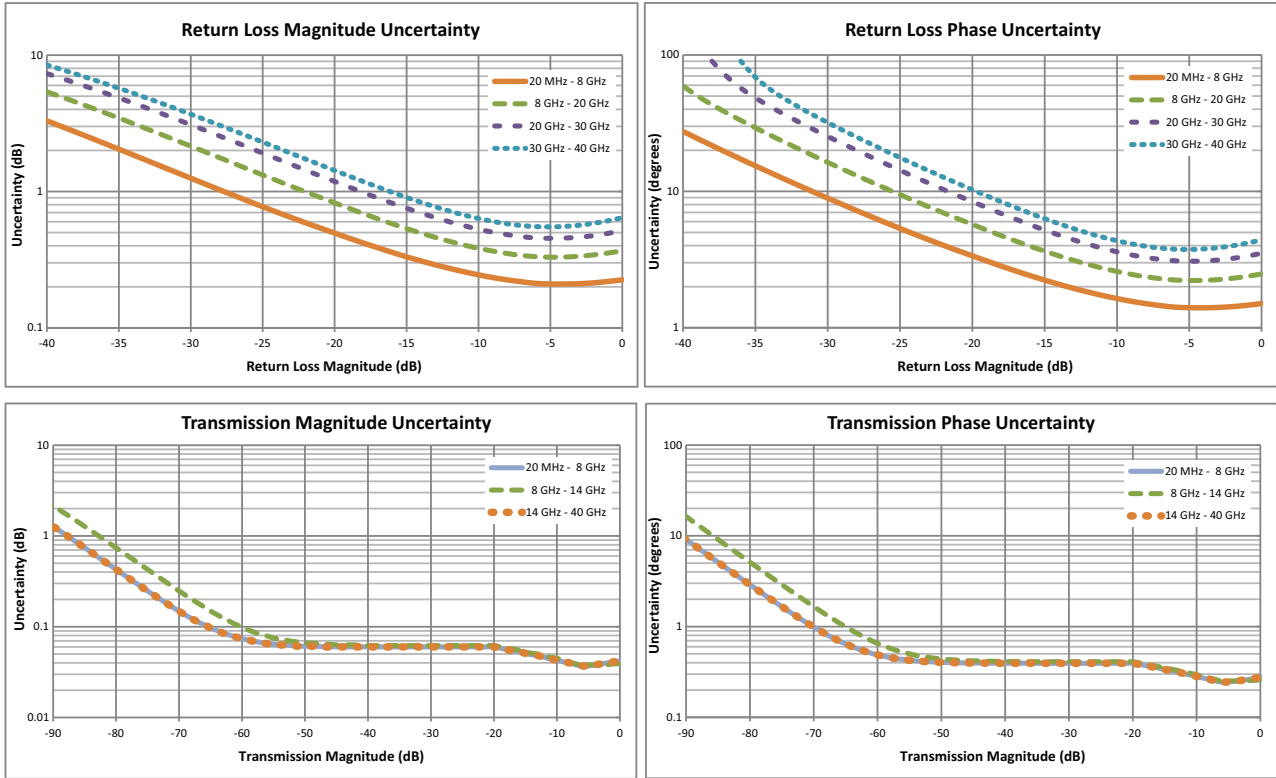 Return Loss Magnitude Uncertainty
10
1
0.1
Uncertainty (dB)
20 MHz - 8 GHz
8 GHz - 20 GHz
20 GHz - 30 GHz
30 GHz - 40 GHz
-40 -35 -30 -25 -20 -15 -10 -5 0
Return Loss Magnitude (dB)
Return Loss Phase Uncertainty
100
10
1
Uncertainty (degrees)
20 MHz - 8 GHz
8 GHz - 20 GHz
20 GHz - 30 GHz
30 GHz - 40 GHz
-40 -35 -30 -25 -20 -15 -10 -5 0
Return Loss Magnitude (dB)
Transmission Magnitude Uncertainty
10
1
0.1
0.01
Uncertainty (dB)
20 MHz - 8 GHz
8 GHz - 14 GHz
14 GHz - 40 GHz
-90 -80 -70 -60 -50 -40 -30 -20 -10 0
Transmission Magnitude (dB)
Transmission Phase Uncertainty
100
10
1
0.1
Uncertainty (degrees)
20 MHz - 8 GHz
8 GHz - 14 GHz
14 GHz - 40 GHz
-90 -80 -70 -60 -50 -40 -30 -20 -10 0
Transmission Magnitude (dB)